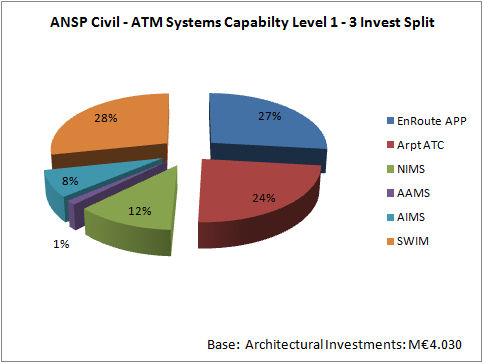 ANSP Civil - ATM Systems Capabilty Level 1 - 3 Invest Split
28%
27%
8%
1%
12%
24%
EnRoute APP
Arpt ATC
NIMS
AAMS
AIMS
SWIM
Base: Architectural Investments: M€4.030